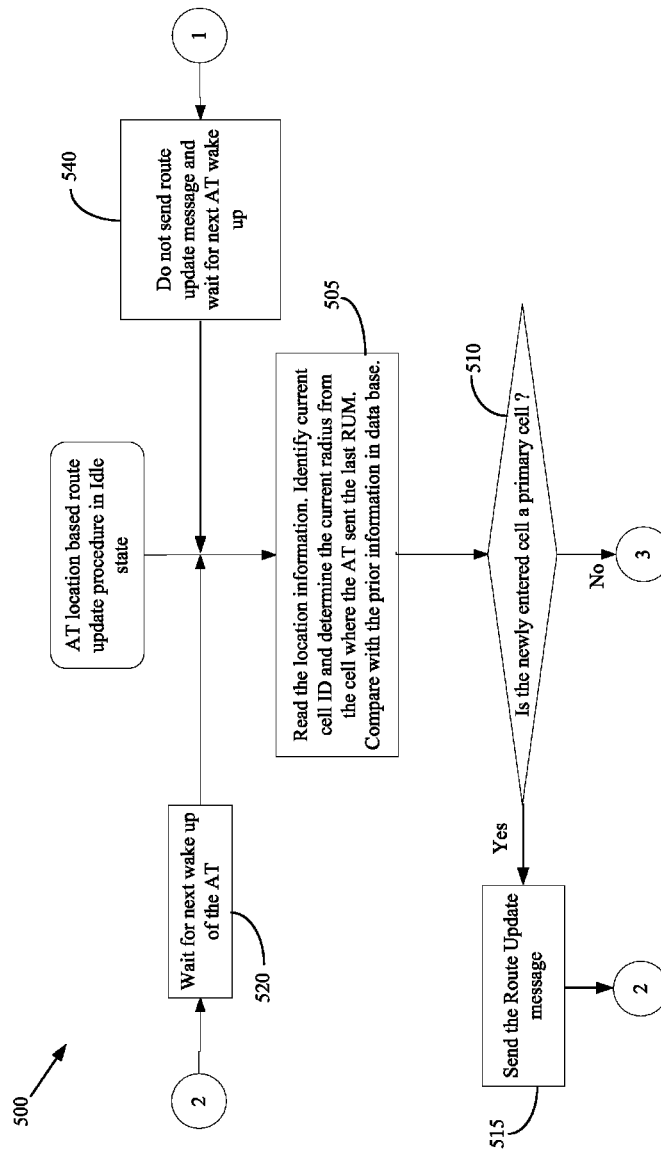 500
AT location based route
update procedure in Idle
state
2
Wait for next wake up
of the AT
520
540
Do not send route
update message and
wait for next AT wake
up
1
505
Read the location information. Identify current
cell ID and determine the current radius from
the cell where the AT sent the last RUM.
Compare with the prior information in data base.
510
Is the newly entered cell a primary cell ?
Yes
No
3
515
Send the Route Update
message
2